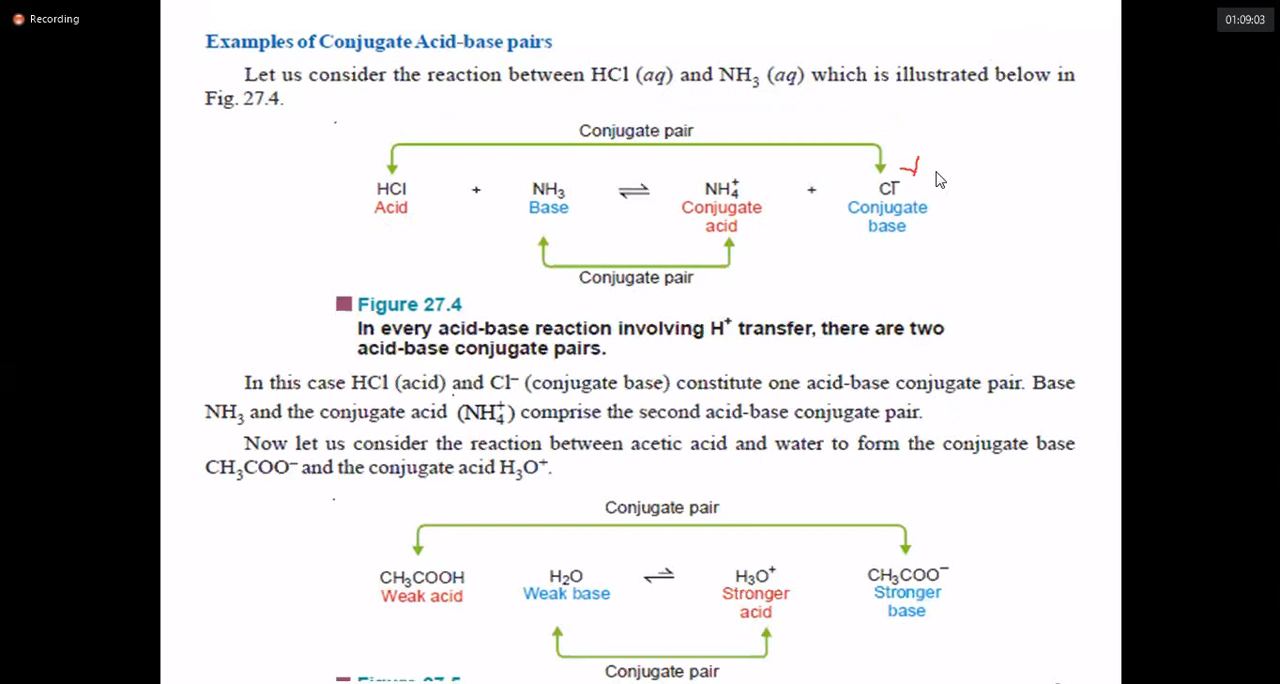 Recording
01:09:03
Examples of Conjugate Acid-base pairs
Let us consider the reaction between HCl (aq) and NH₃ (aq) which is illustrated below in
Fig. 27.4.
Conjugate pair
HCl + NH₃ ⇌ NH₄⁺ + Cl⁻
Acid Base Conjugate Conjugate
acid base
Conjugate pair
Figure 27.4
In every acid-base reaction involving H⁺ transfer, there are two
acid-base conjugate pairs.
In this case HCl (acid) and Cl⁻ (conjugate base) constitute one acid-base conjugate pair. Base
NH₃ and the conjugate acid (NH₄⁺) comprise the second acid-base conjugate pair.
Now let us consider the reaction between acetic acid and water to form the conjugate base
CH₃COO⁻ and the conjugate acid H₃O⁺.
Conjugate pair
CH₃COOH H₂O ⇌ H₃O⁺ CH₃COO⁻
Weak acid Weak base Stronger Stronger
acid base
Conjugate pair
Figure 27.5